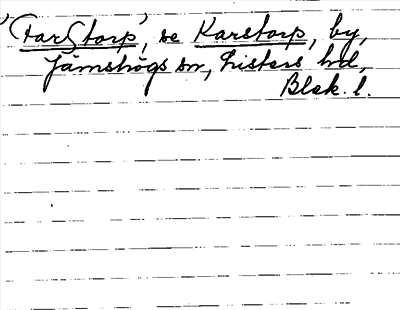 'Farstorp', se Karstorp, by,
Jämshögs sn, Listers hd,
Blek. l.